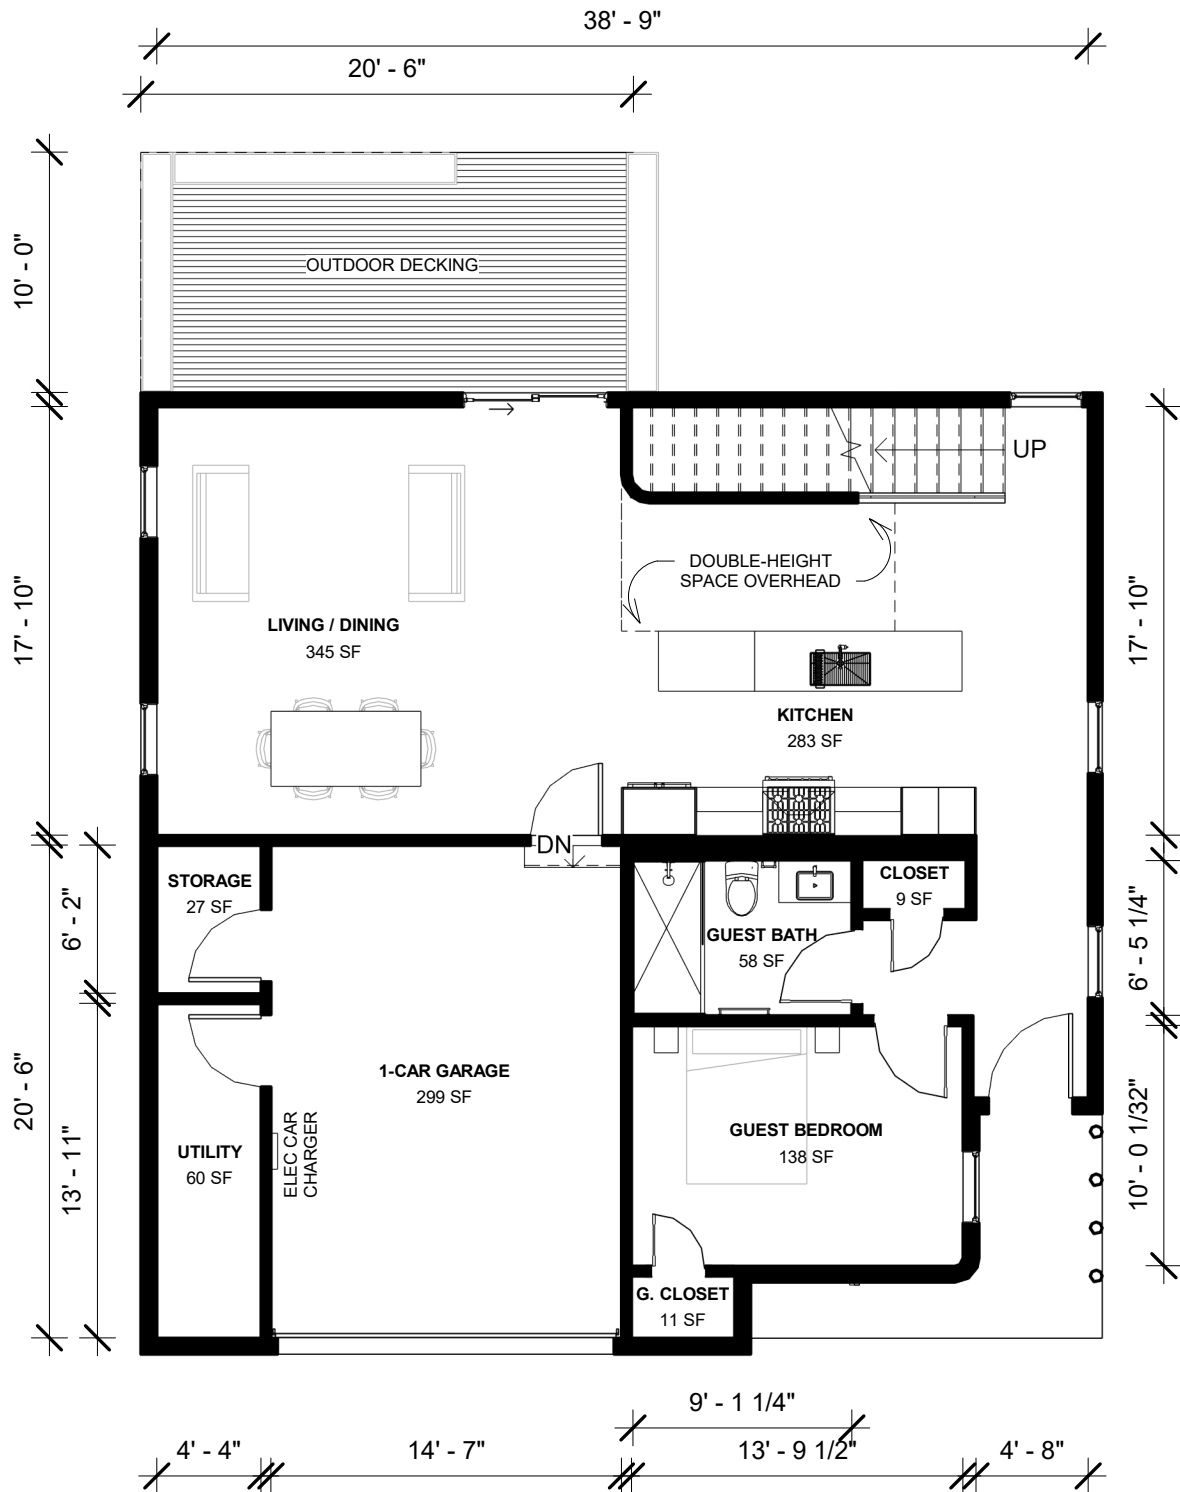 38' - 9"
20' - 6"
10' - 0"
OUTDOOR DECKING
UP
DOUBLE-HEIGHT
SPACE OVERHEAD
17' - 10"
17' - 10"
LIVING / DINING
345 SF
KITCHEN
283 SF
DN
STORAGE
27 SF
CLOSET
9 SF
GUEST BATH
58 SF
6' - 2"
6' - 5 1/4"
20' - 6"
13' - 11"
1-CAR GARAGE
299 SF
ELEC CAR
CHARGER
UTILITY
60 SF
GUEST BEDROOM
138 SF
10' - 0 1/32"
G. CLOSET
11 SF
9' - 1 1/4"
4' - 4"
14' - 7"
13' - 9 1/2"
4' - 8"